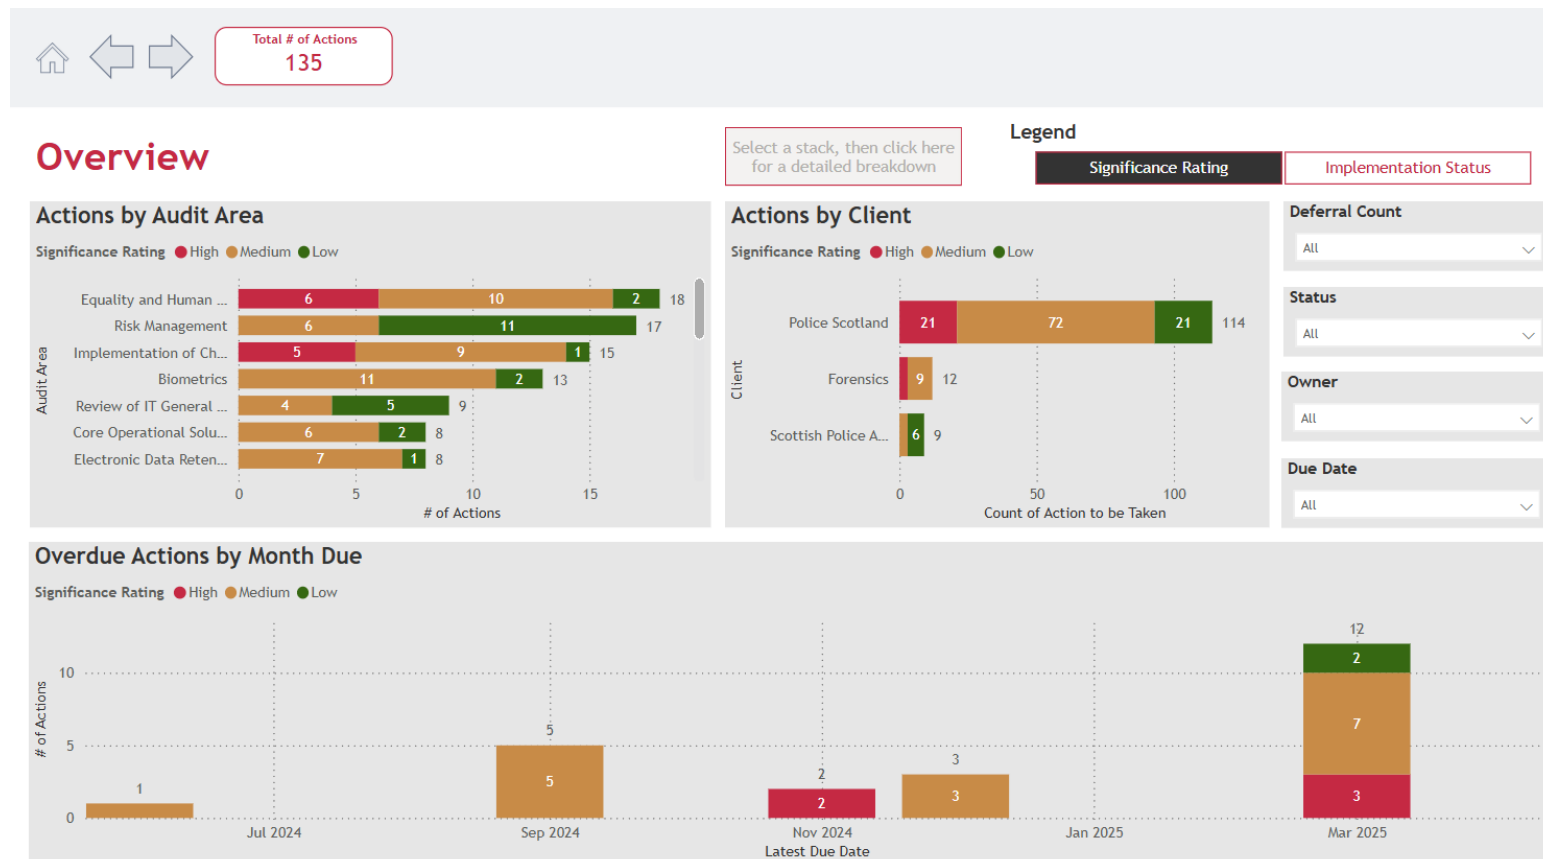 Total # of Actions
135
Overview
Select a stack, then click here
for a detailed breakdown
Legend
Significance Rating
Implementation Status
Actions by Audit Area
Significance Rating High Medium Low
Audit Area
Equality and Human ... 6 10 2 18
Risk Management 6 11 17
Implementation of Ch... 5 9 1 15
Biometrics 11 2 13
Review of IT General ... 4 5 9
Core Operational Solu... 6 2 8
Electronic Data Reten... 7 1 8
0 5 10 15
# of Actions
Actions by Client
Significance Rating High Medium Low
Client
Police Scotland 21 72 21 114
Forensics 9 12
Scottish Police A... 6 9
0 50 100
Count of Action to be Taken
Deferral Count
All
Status
All
Owner
All
Due Date
All
Overdue Actions by Month Due
Significance Rating High Medium Low
# of Actions
10
5
0
1
5
5
2
2
3
3
12
2
7
3
Jul 2024 Sep 2024 Nov 2024 Jan 2025 Mar 2025
Latest Due Date